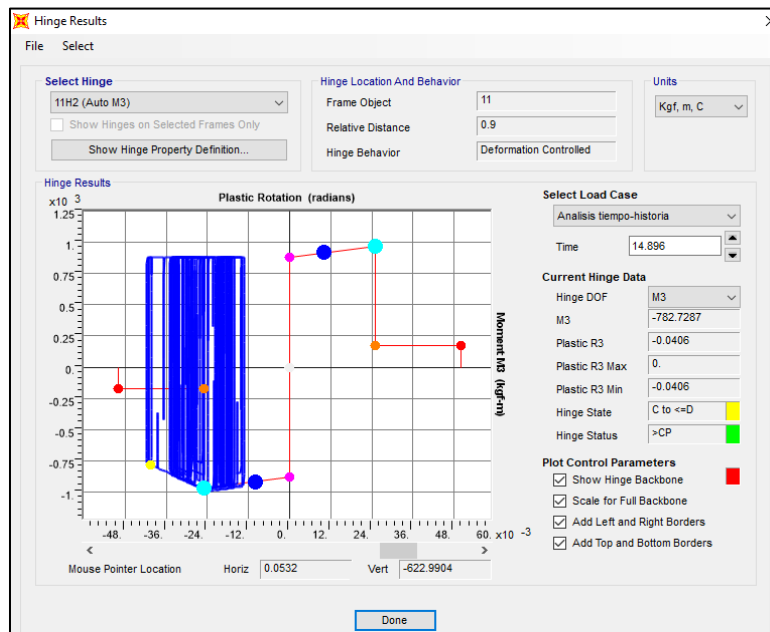 Hinge Results
File Select
Select Hinge
11H2 (Auto M3)
Show Hinges on Selected Frames Only
Show Hinge Property Definition...
Hinge Location And Behavior
Frame Object 11
Relative Distance 0.9
Hinge Behavior Deformation Controlled
Units
Kgf, m, C
Hinge Results
x10 3
Plastic Rotation (radians)
1.25
1.
0.75
0.5
0.25
0.
-0.25
-0.5
-0.75
-1.
-48. -36. -24. -12. 0. 12. 24. 36. 48. 60. x10 -3
Moment M3 (kgf-m)
< >
Mouse Pointer Location Horiz 0.0532 Vert -622.9904
Select Load Case
Analisis tiempo-historia
Time 14.896
Current Hinge Data
Hinge DOF M3
M3 -782.7287
Plastic R3 -0.0406
Plastic R3 Max 0.
Plastic R3 Min -0.0406
Hinge State C to <=D
Hinge Status >CP
Plot Control Parameters
Show Hinge Backbone
Scale for Full Backbone
Add Left and Right Borders
Add Top and Bottom Borders
Done